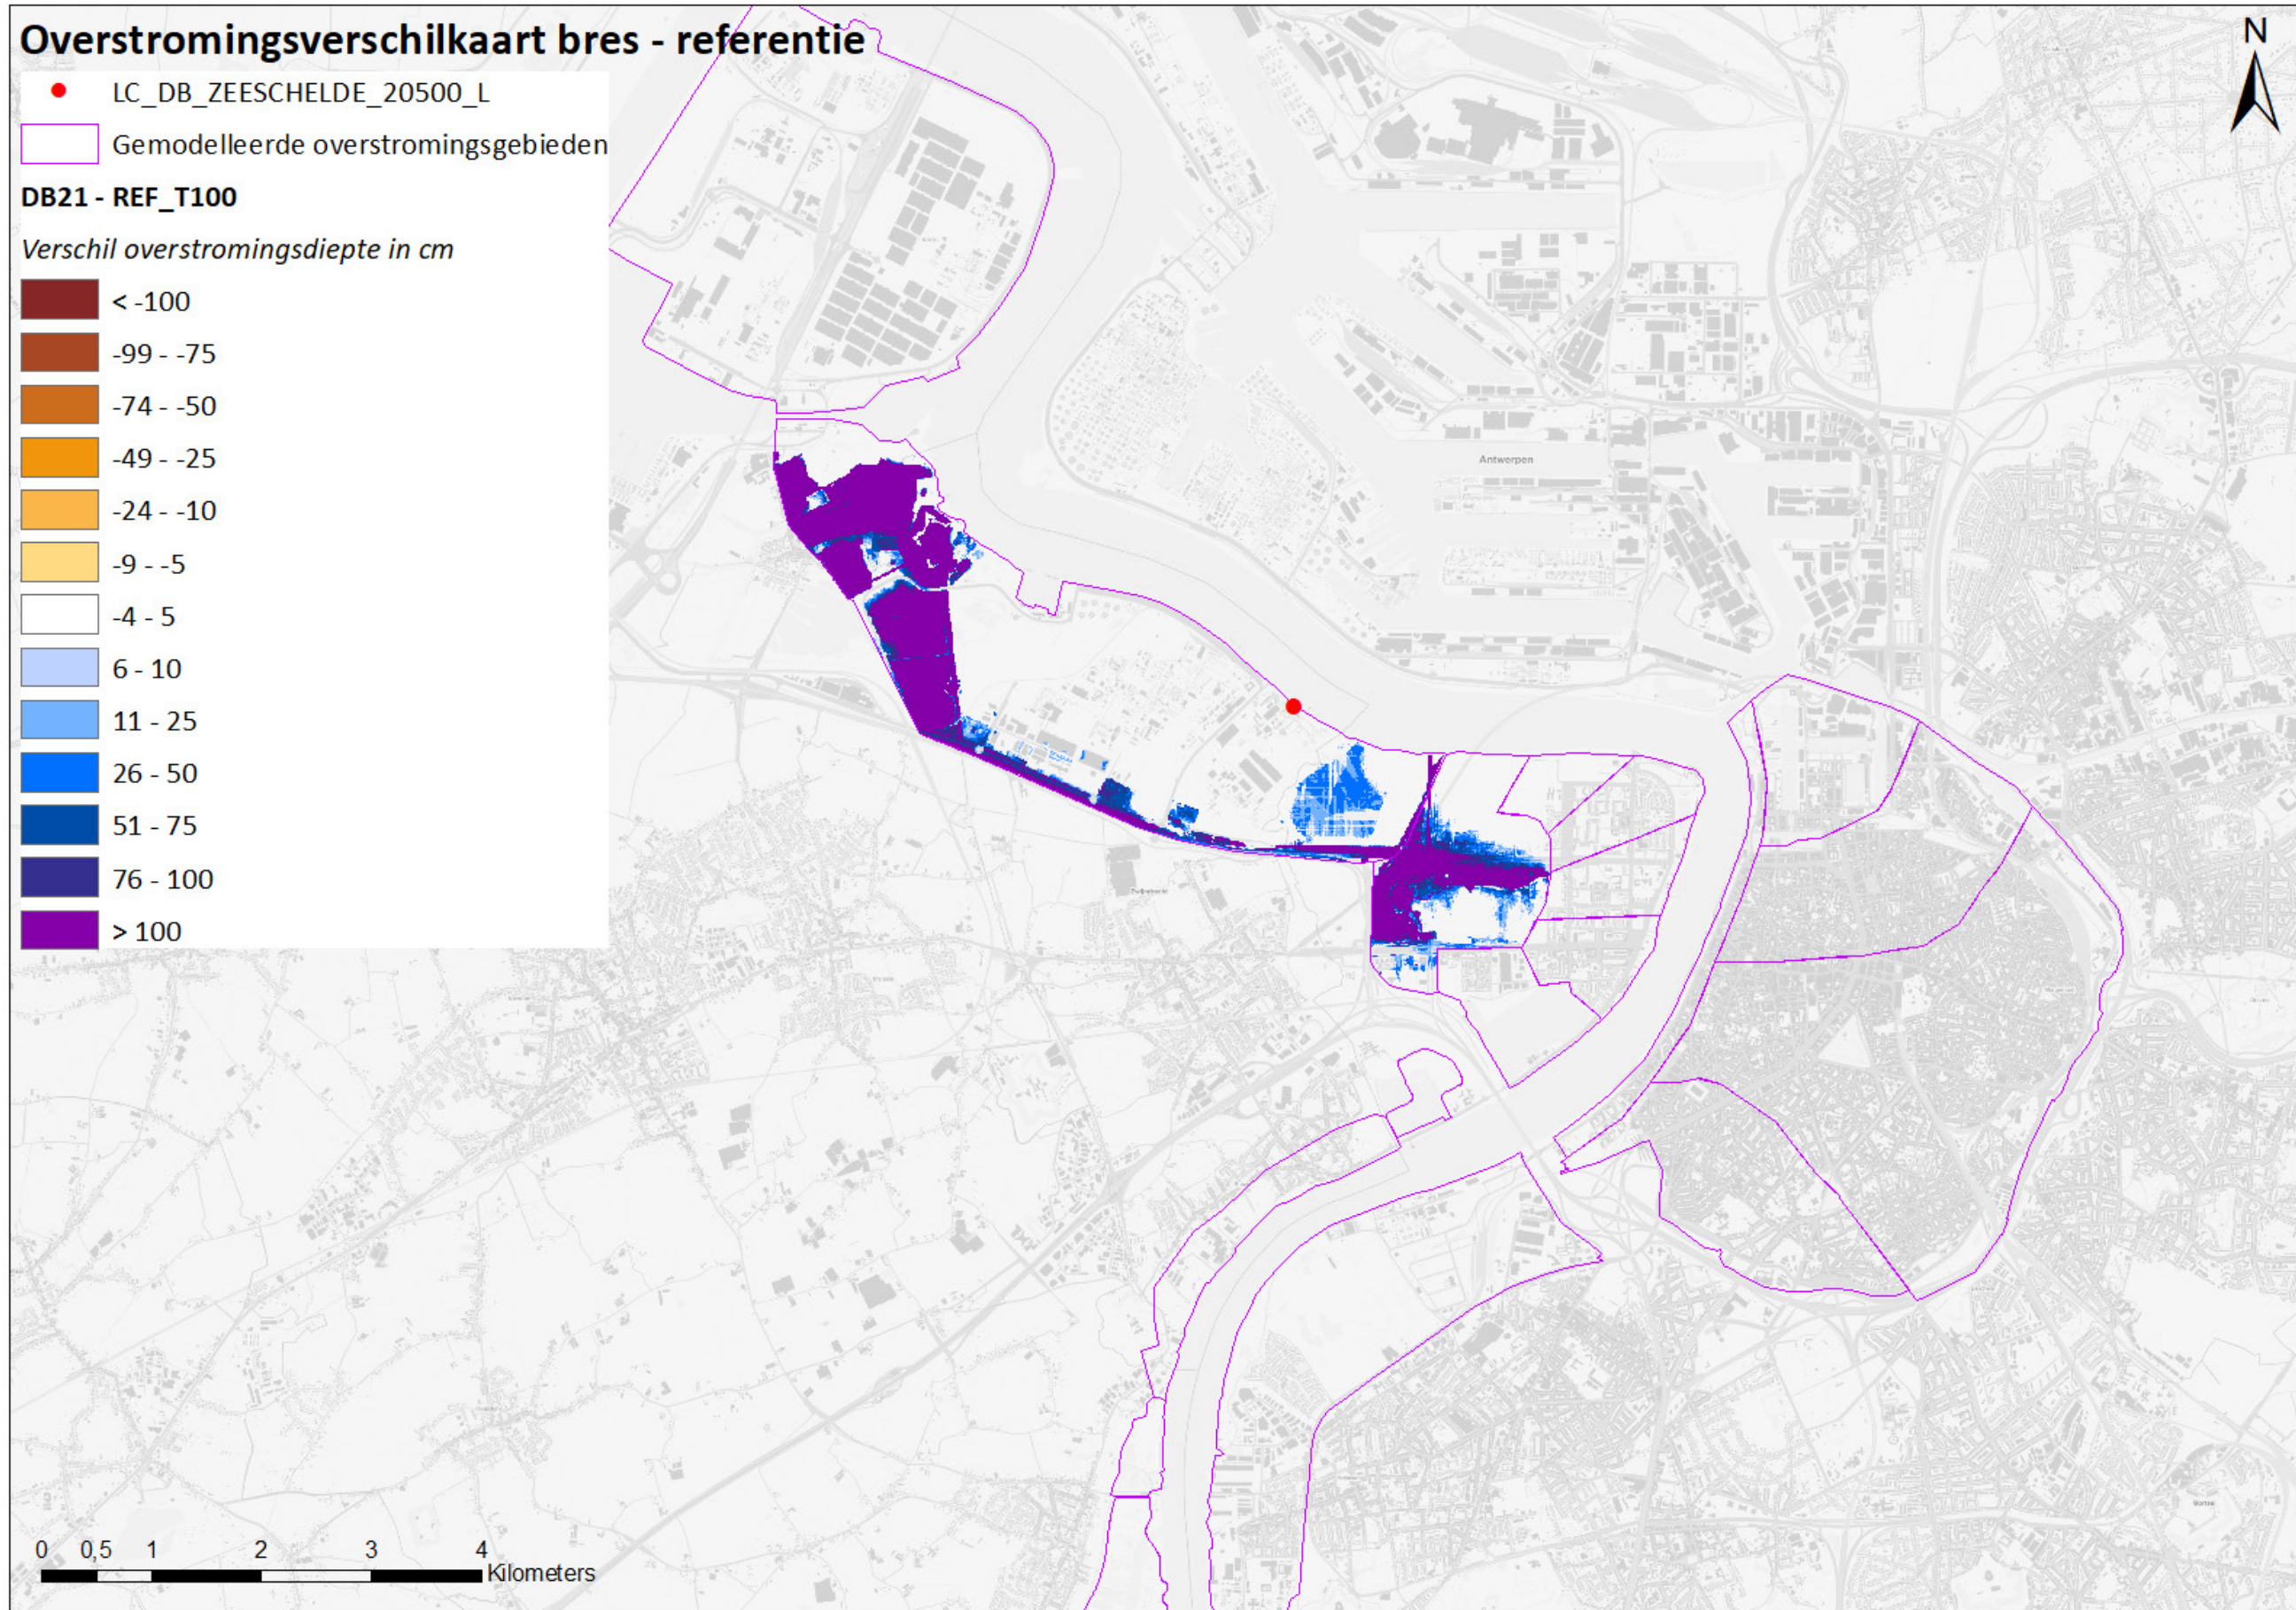 Overstromingsverschilkaart bres - referentie
LC_DB_ZEESCHELDE_20500_L
Gemodelleerde overstromingsgebieden
DB21 - REF_T100
Verschil overstromingsdiepte in cm
< -100
-99 - -75
-74 - -50
-49 - -25
-24 - -10
-9 - -5
-4 - 5
6 - 10
11 - 25
26 - 50
51 - 75
76 - 100
> 100
N
Antwerpen
Zwijndrecht
0 0,5 1 2 3 4
Kilometers